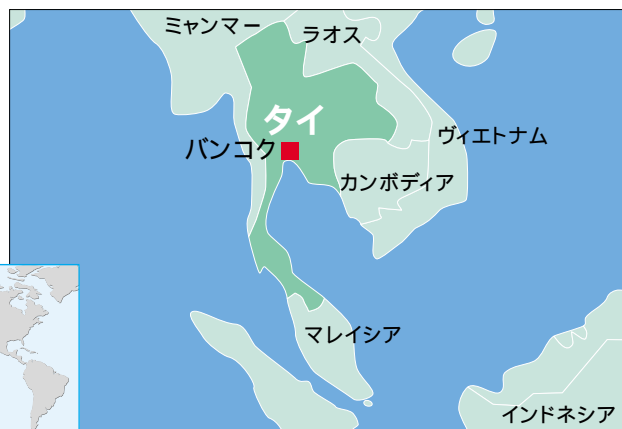 ミャンマー
ラオス
タイ
バンコク
ヴィエトナム
カンボディア
マレイシア
インドネシア